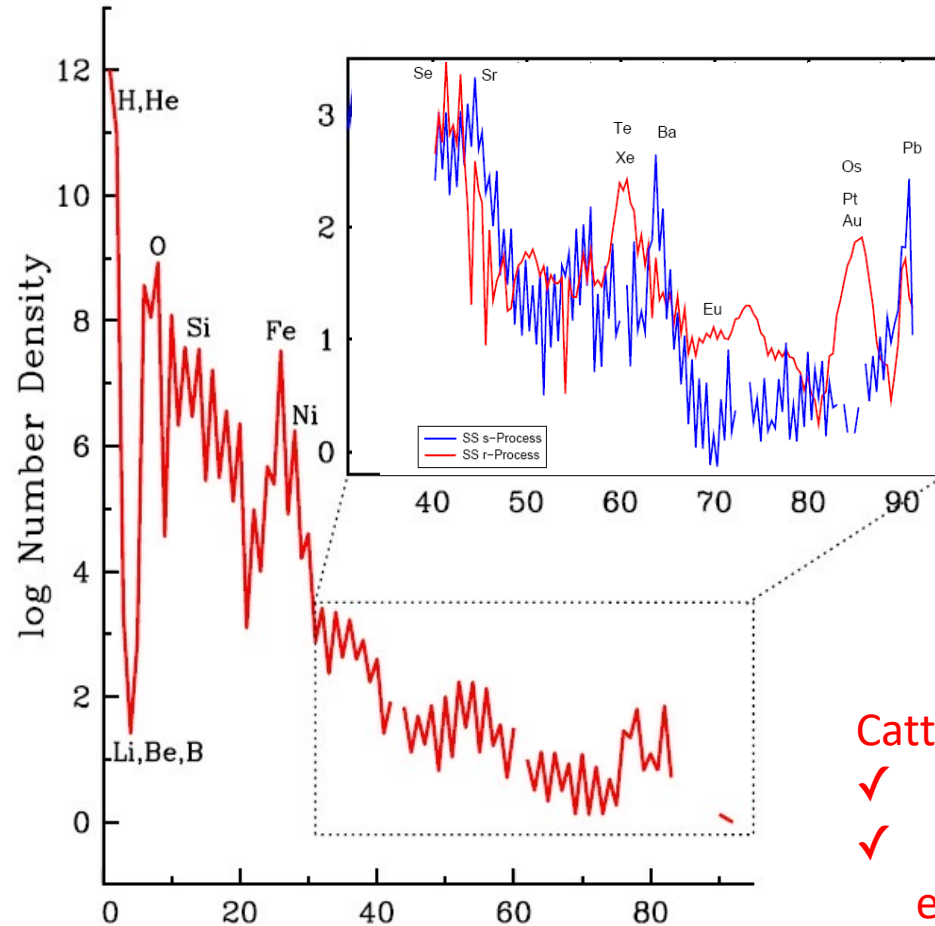 12
10
8
6
4
2
0
log Number Density
H,He
O
Si
Fe
Ni
Li,Be,B
0 20 40 60 80
3
2
1
0
Se
Sr
Te
Xe
Ba
Eu
Os
Pt
Au
Pb
SS s-Process
SS r-Process
40 50 60 70 80 90
Catt
✓
✓
e